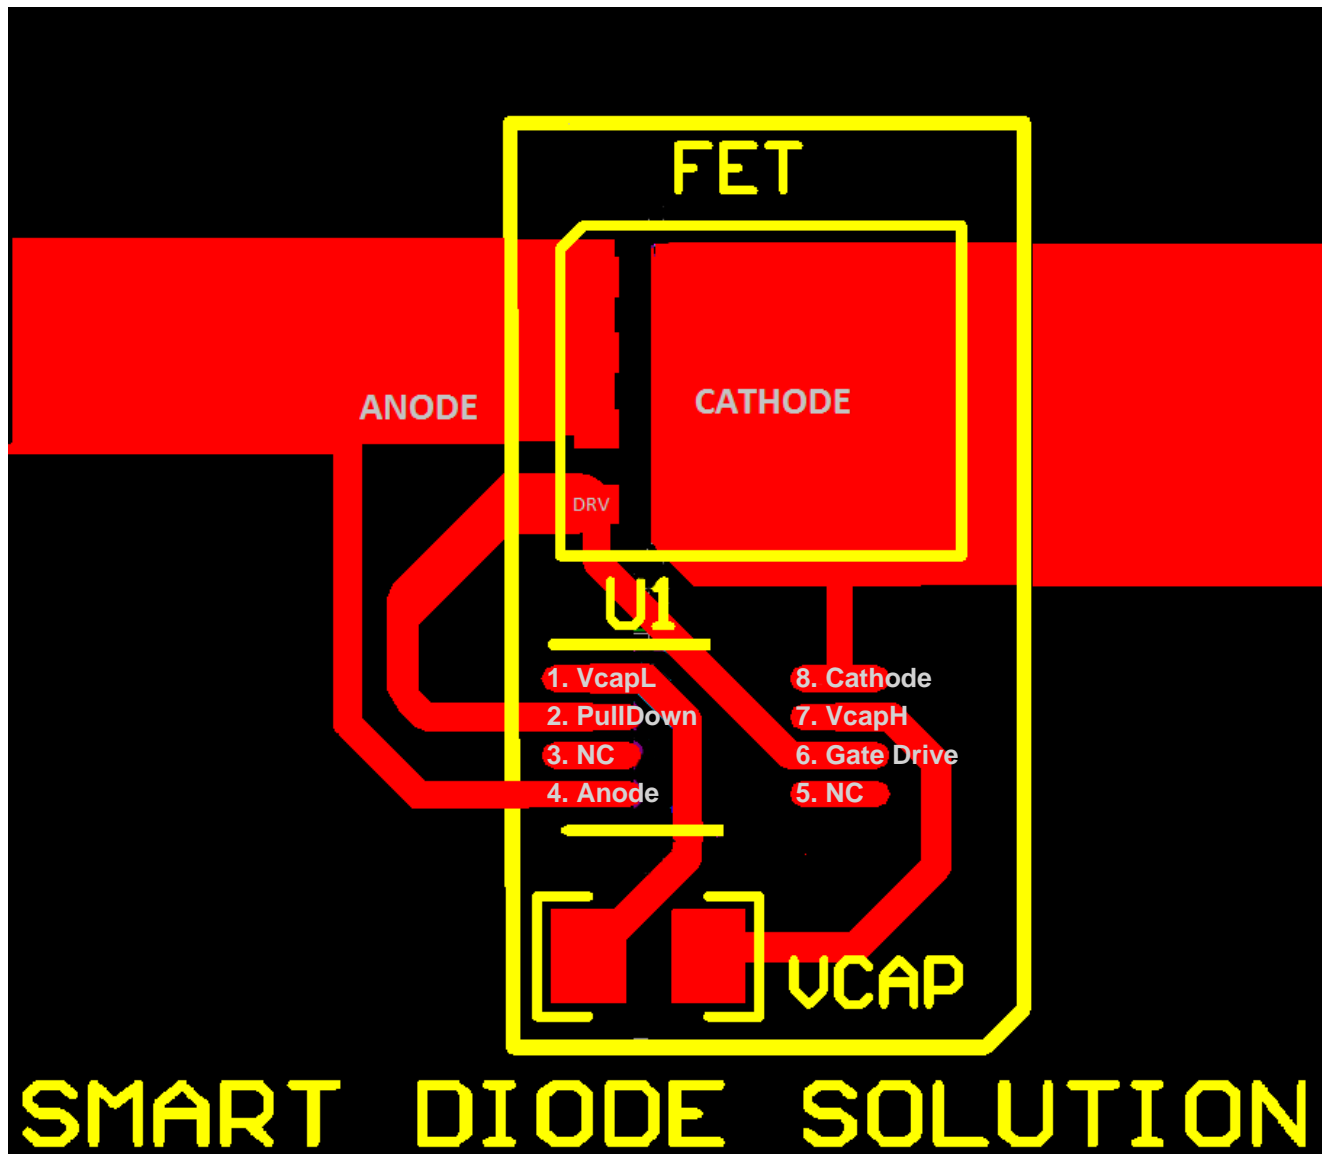 FET
ANODE
CATHODE
DRV
U1
1. VcapL
8. Cathode
2. PullDown
7. VcapH
3. NC
6. Gate Drive
4. Anode
5. NC
VCAP
SMART DIODE SOLUTION